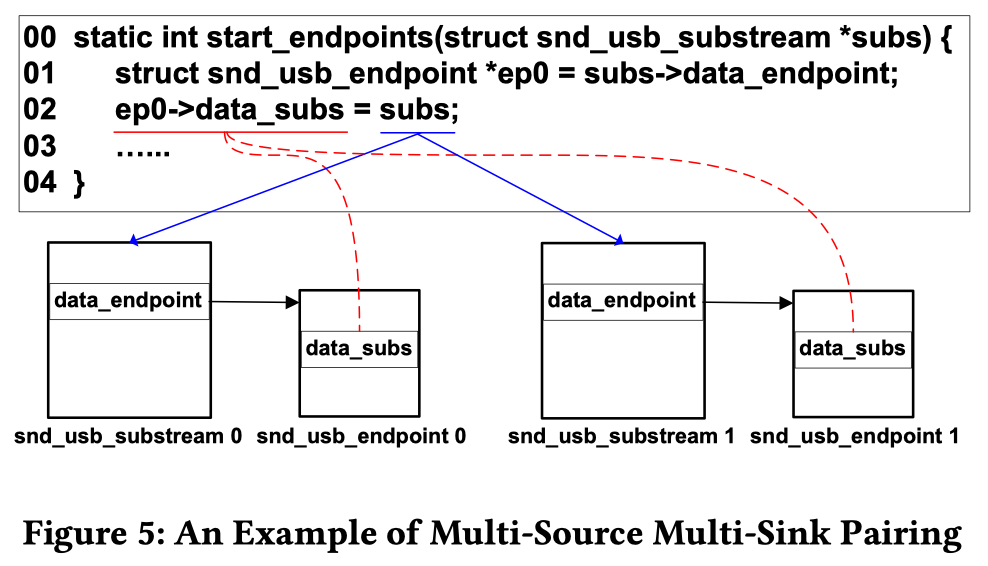 00 static int start_endpoints(struct snd_usb_substream *subs) {
01 struct snd_usb_endpoint *ep0 = subs->data_endpoint;
02 ep0->data_subs = subs;
03 …...
04 }
data_endpoint
data_subs
data_endpoint
data_subs
snd_usb_substream 0 snd_usb_endpoint 0 snd_usb_substream 1 snd_usb_endpoint 1
Figure 5: An Example of Multi-Source Multi-Sink Pairing